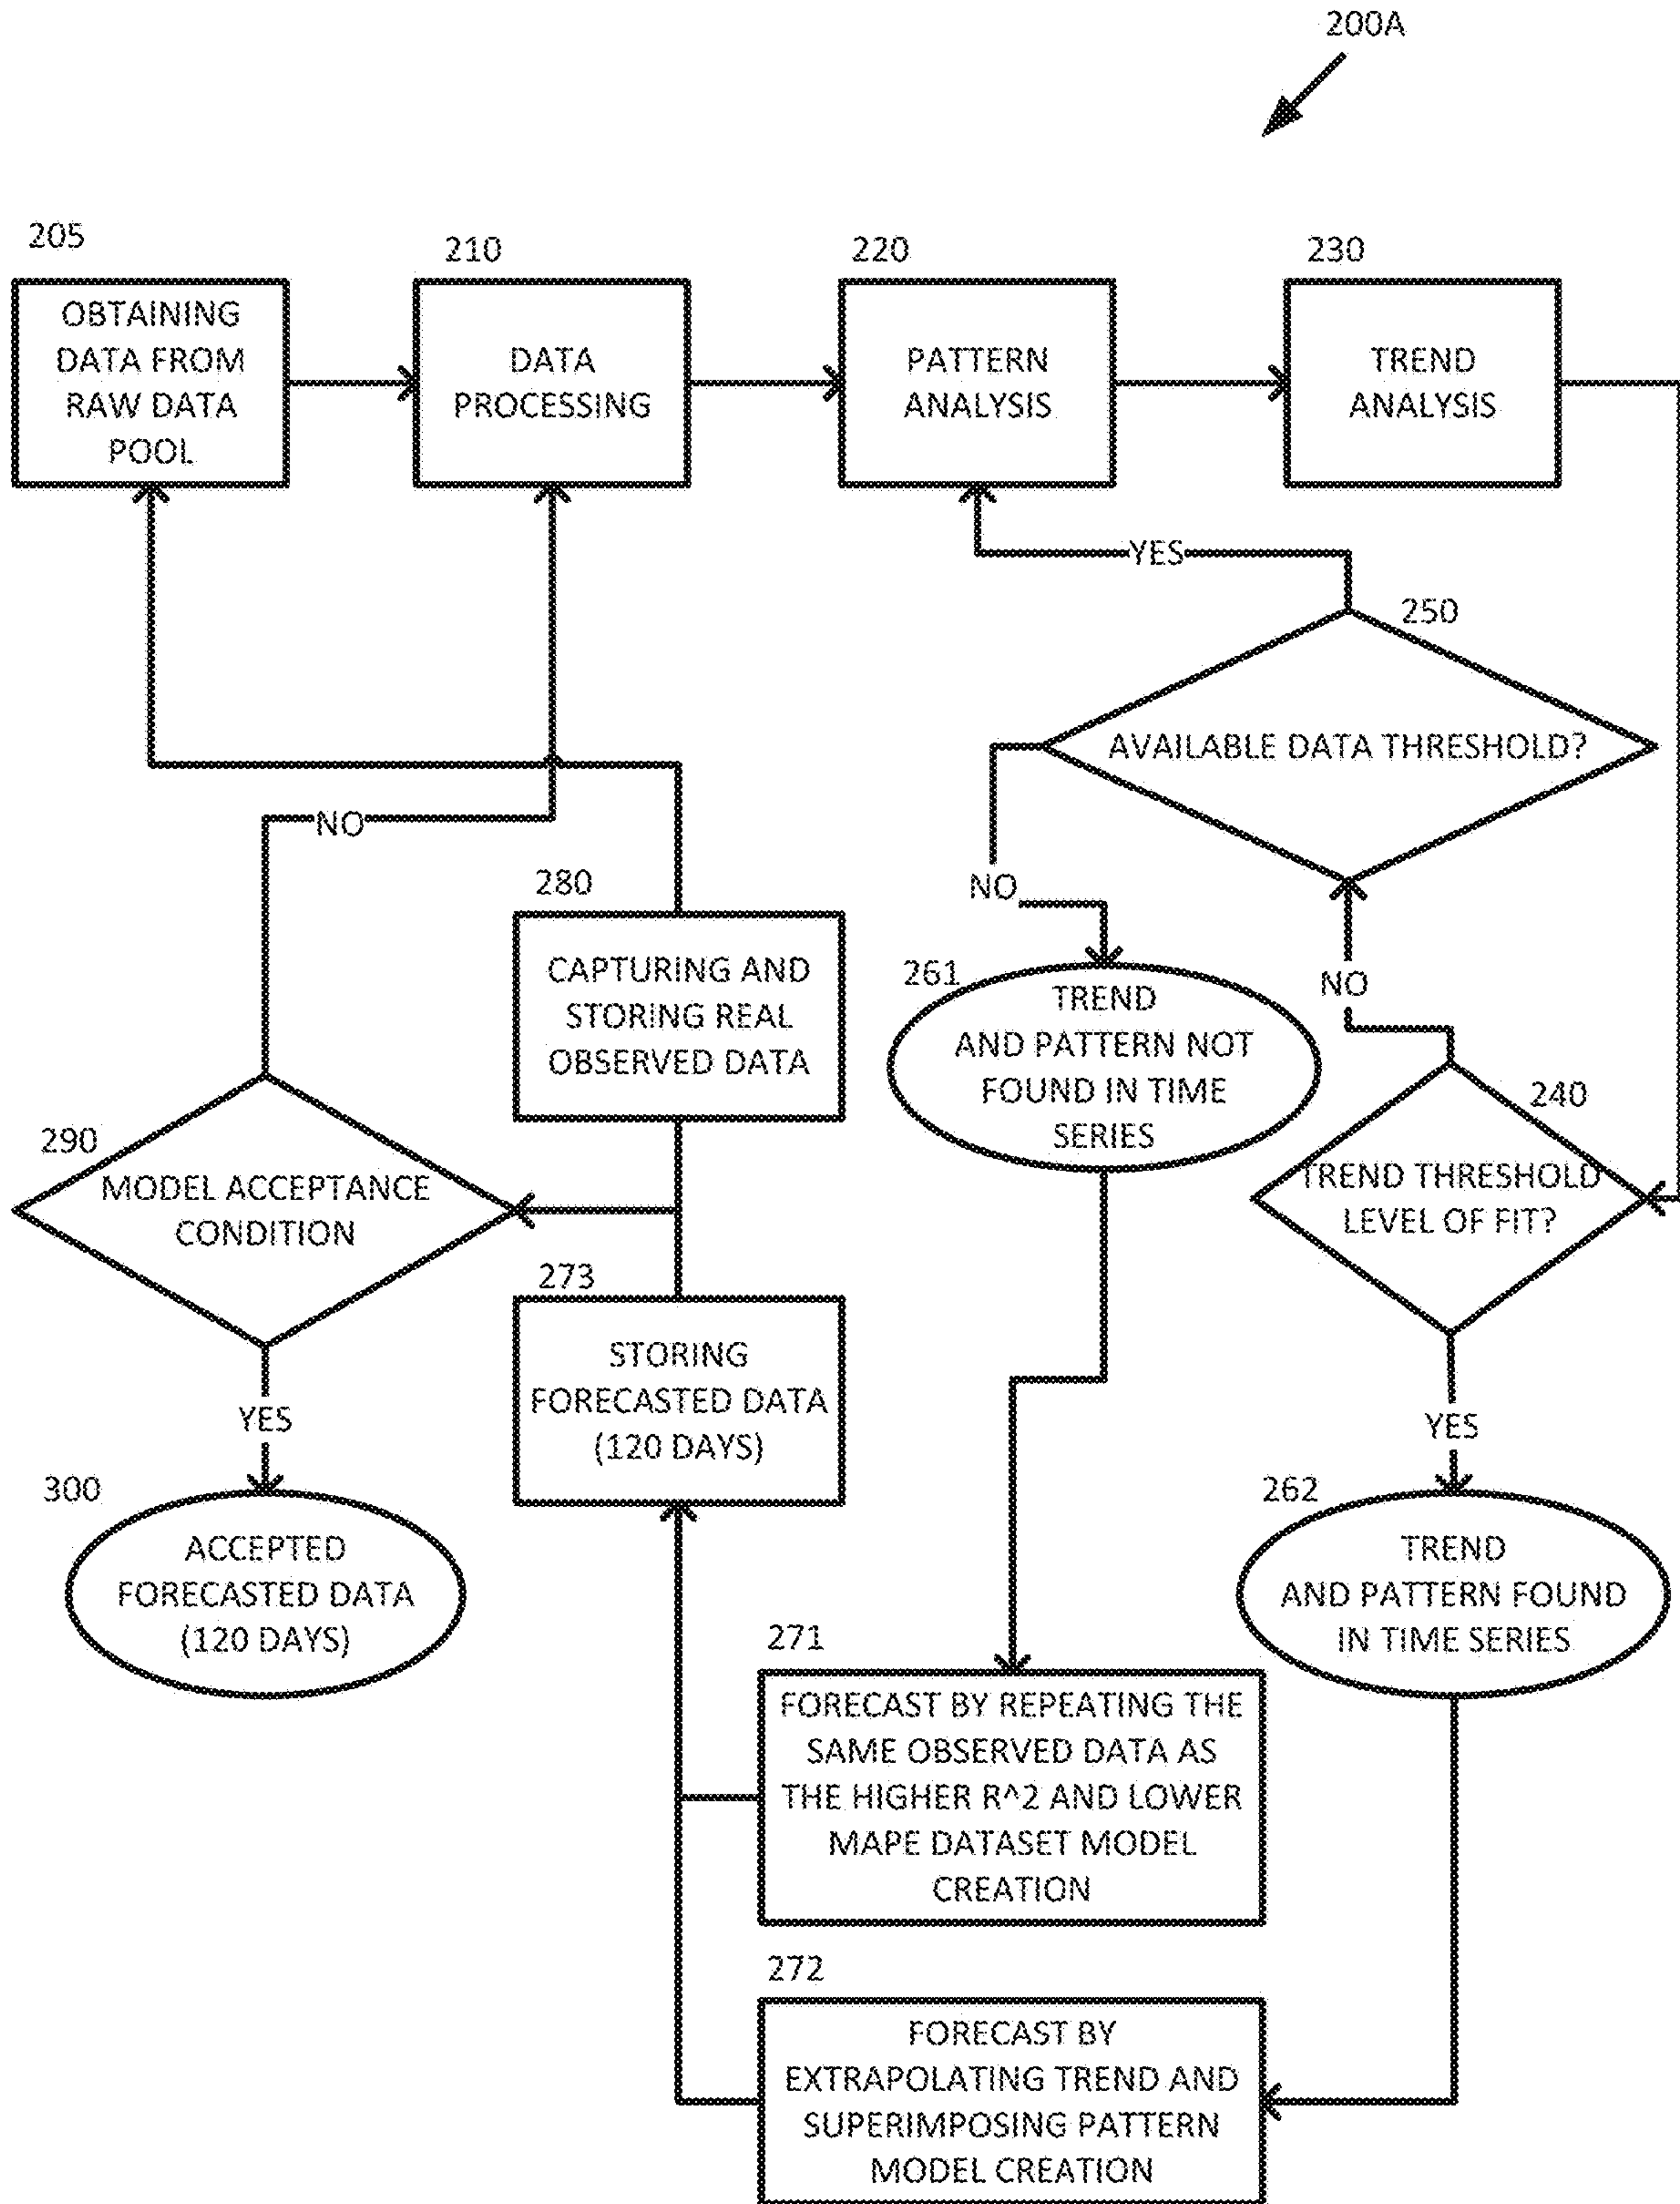 200A
205
OBTAINING
DATA FROM
RAW DATA
POOL
210
DATA
PROCESSING
220
PATTERN
ANALYSIS
230
TREND
ANALYSIS
YES
250
AVAILABLE DATA THRESHOLD?
NO
NO
280
CAPTURING AND
STORING REAL
OBSERVED DATA
261
TREND
AND PATTERN NOT
FOUND IN TIME
SERIES
NO
240
TREND THRESHOLD
LEVEL OF FIT?
290
MODEL ACCEPTANCE
CONDITION
273
STORING
FORECASTED DATA
(120 DAYS)
YES
YES
300
ACCEPTED
FORECASTED DATA
(120 DAYS)
262
TREND
AND PATTERN FOUND
IN TIME SERIES
271
FORECAST BY REPEATING THE
SAME OBSERVED DATA AS
THE HIGHER R^2 AND LOWER
MAPE DATASET MODEL
CREATION
272
FORECAST BY
EXTRAPOLATING TREND AND
SUPERIMPOSING PATTERN
MODEL CREATION